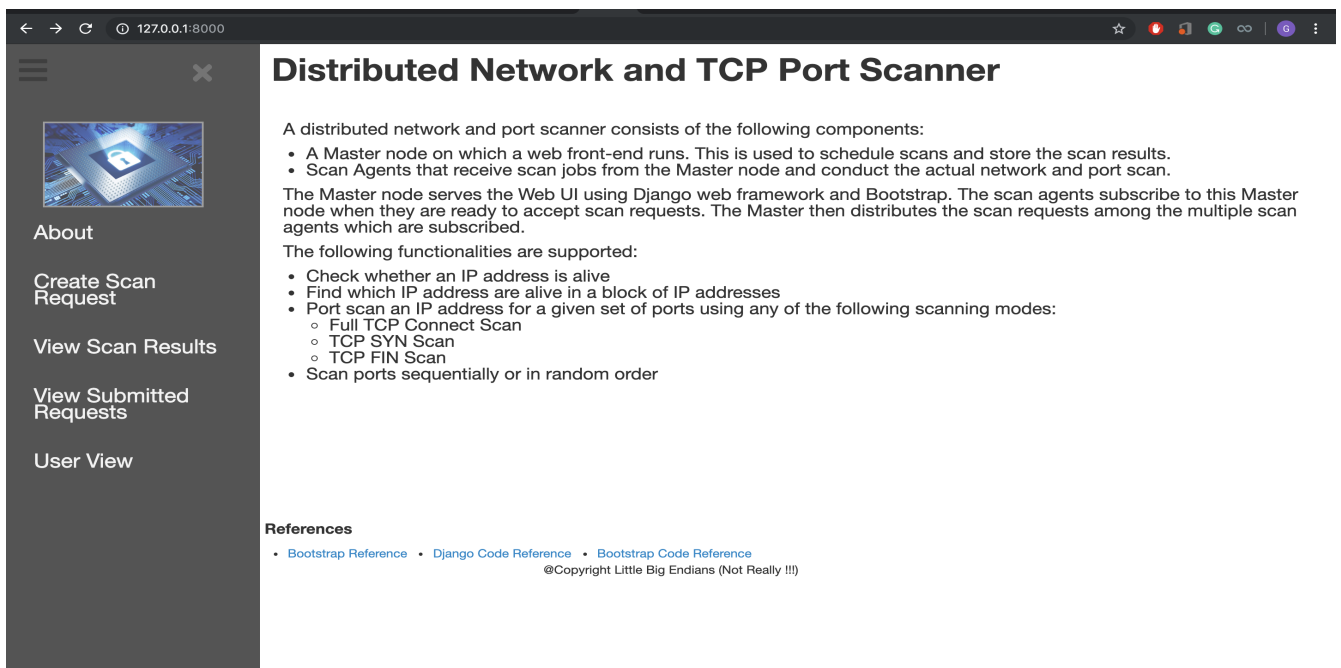 127.0.0.1:8000
G
Distributed Network and TCP Port Scanner
About
Create Scan
Request
View Scan Results
View Submitted
Requests
User View
A distributed network and port scanner consists of the following components:
• A Master node on which a web front-end runs. This is used to schedule scans and store the scan results.
• Scan Agents that receive scan jobs from the Master node and conduct the actual network and port scan.
The Master node serves the Web UI using Django web framework and Bootstrap. The scan agents subscribe to this Master
node when they are ready to accept scan requests. The Master then distributes the scan requests among the multiple scan
agents which are subscribed.
The following functionalities are supported:
• Check whether an IP address is alive
• Find which IP address are alive in a block of IP addresses
• Port scan an IP address for a given set of ports using any of the following scanning modes:
◦ Full TCP Connect Scan
◦ TCP SYN Scan
◦ TCP FIN Scan
• Scan ports sequentially or in random order
References
• Bootstrap Reference • Django Code Reference • Bootstrap Code Reference
@Copyright Little Big Endians (Not Really !!!)